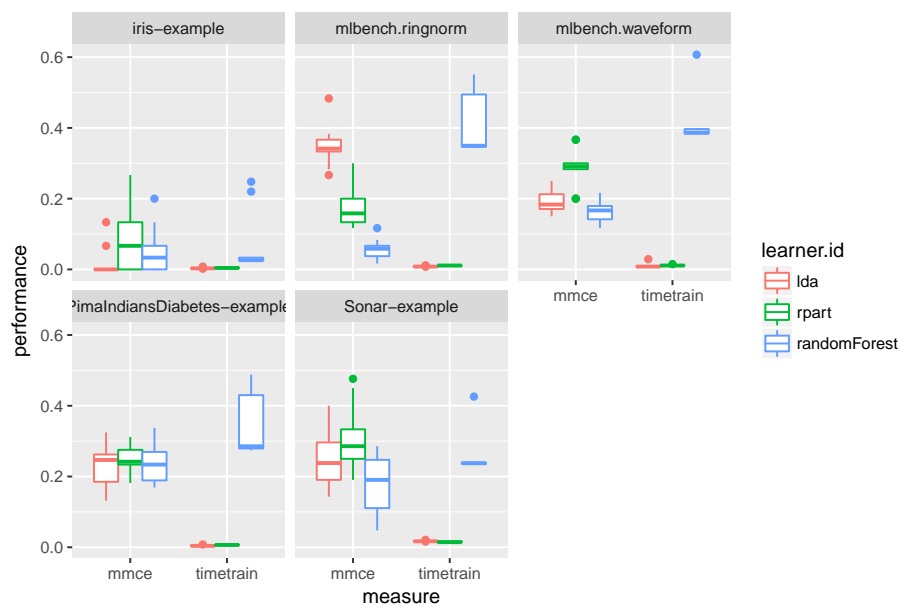 iris−example
mlbench.ringnorm
mlbench.waveform
0.6
0.4
0.2
0.0
mmce
timetrain
PimaIndiansDiabetes−example
Sonar−example
0.6
0.4
0.2
0.0
mmce
timetrain
mmce
timetrain
measure
performance
learner.id
lda
rpart
randomForest